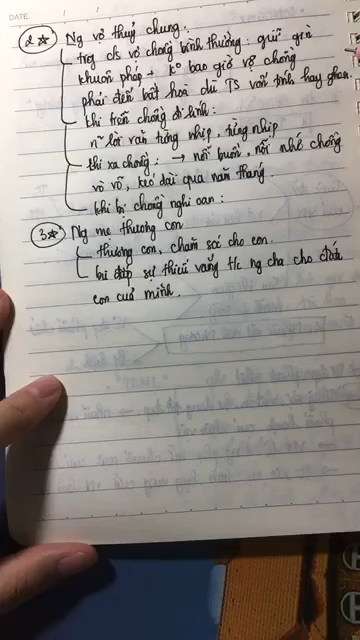 DATE / /
2* Ng vợ thuỷ chung.
trg c/s vợ chồng bình thường: giữ gìn
khuôn phép + k° bao giờ vợ chồng
phải đến bất hoà dù TS vốn tính hay ghen.
khi tiễn chồng đi lính:
n~ lời văn từng nhịp, từng nhịp
khi xa chồng: → nỗi buồn, nỗi nhớ chồng
vò võ, kéo dài qua năm tháng.
khi bị chồng nghi oan:
3* Ng mẹ thương con
thương con, chăm sóc cho con.
bù đắp sự thiếu vắng t/c ng cha cho đứa
con của mình.